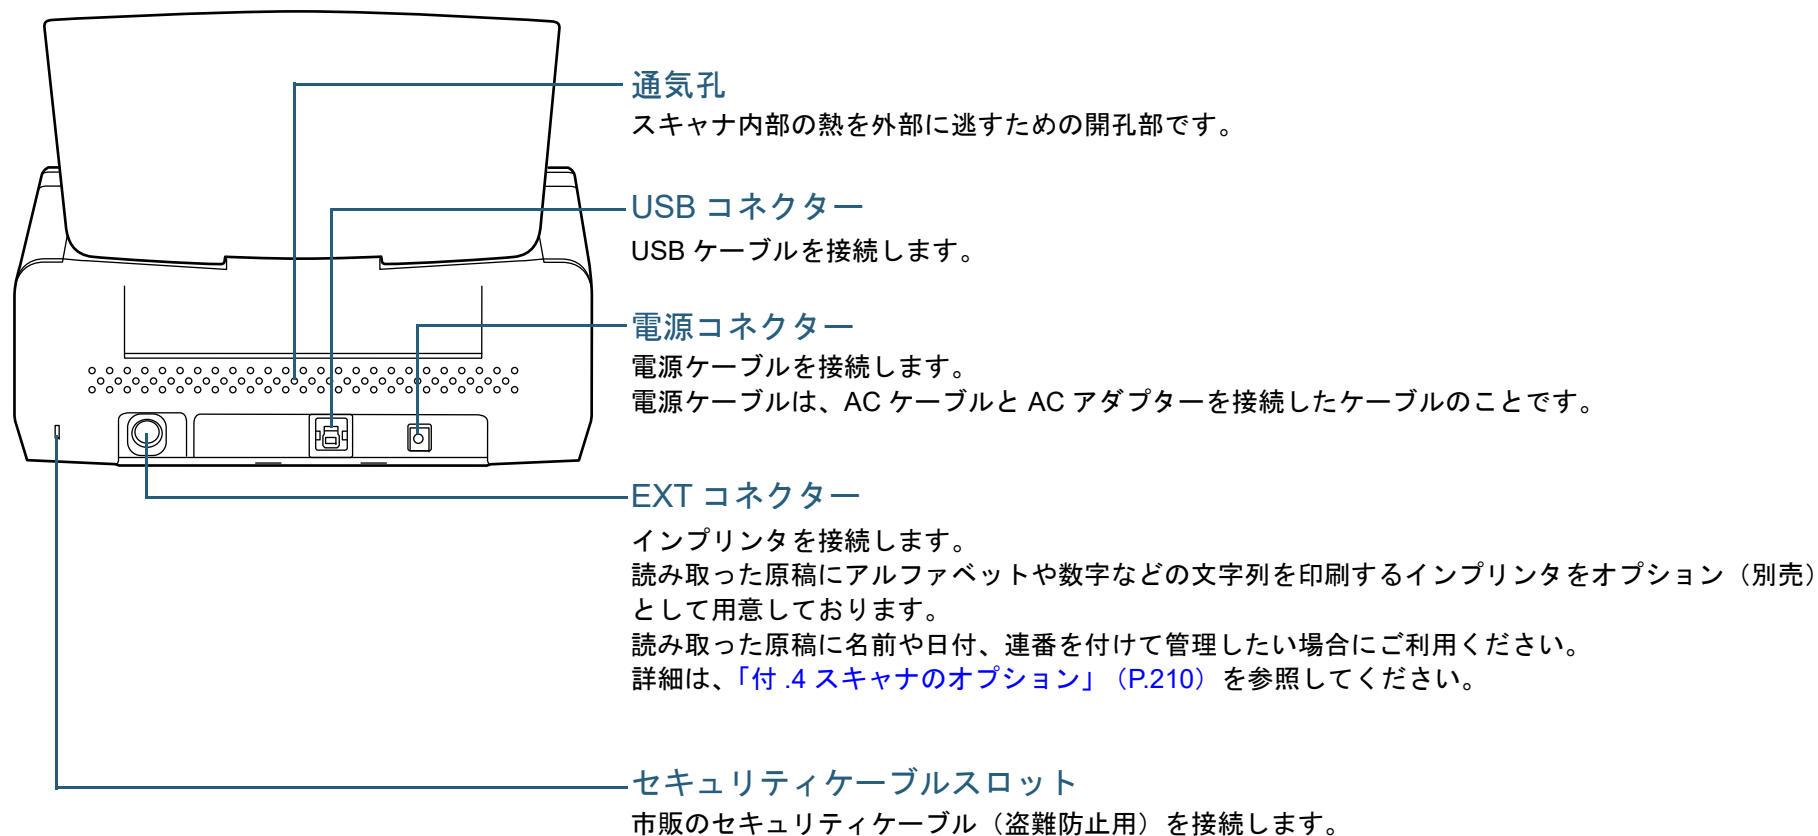 通気孔
スキャナ内部の熱を外部に逃すための開孔部です。
USB コネクター
USB ケーブルを接続します。
電源コネクター
電源ケーブルを接続します。
電源ケーブルは、AC ケーブルと AC アダプターを接続したケーブルのことです。
EXT コネクター
インプリンタを接続します。
読み取った原稿にアルファベットや数字などの文字列を印刷するインプリンタをオプション（別売）
として用意しております。
読み取った原稿に名前や日付、連番を付けて管理したい場合にご利用ください。
詳細は、「付 .4 スキャナのオプション」（P.210）を参照してください。
セキュリティケーブルスロット
市販のセキュリティケーブル（盗難防止用）を接続します。